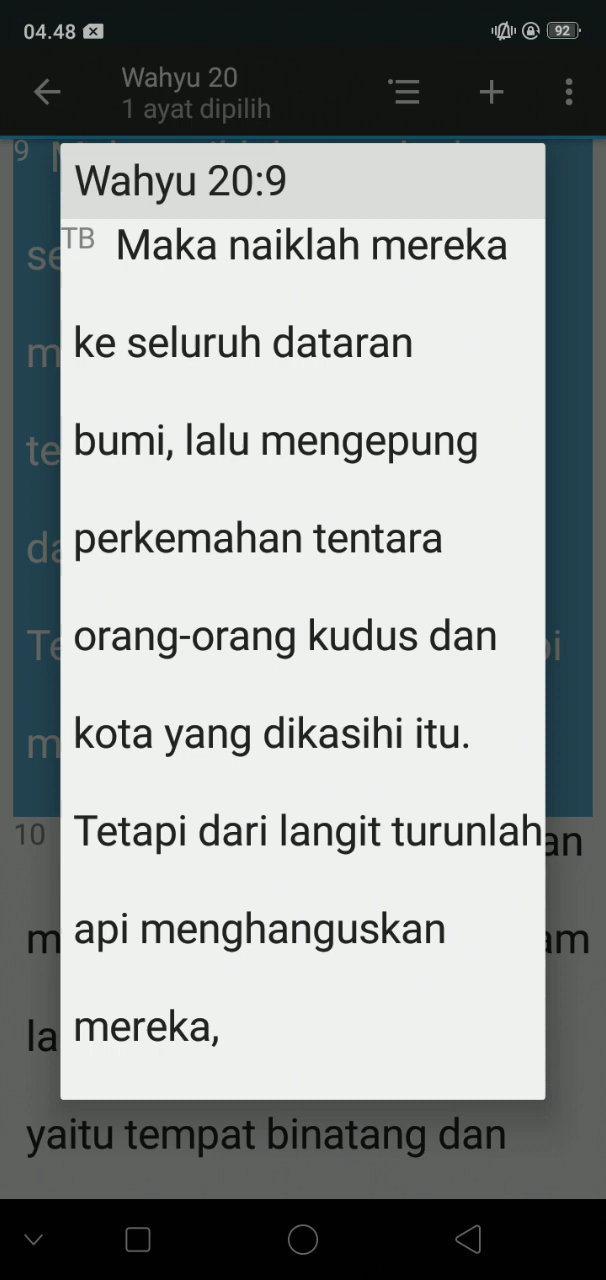 04.48
92
Wahyu 20
1 ayat dipilih
9
Wahyu 20:9
TB Maka naiklah mereka
ke seluruh dataran
bumi, lalu mengepung
perkemahan tentara
orang-orang kudus dan
kota yang dikasihi itu.
Tetapi dari langit turunlah
api menghanguskan
mereka,
10
yaitu tempat binatang dan